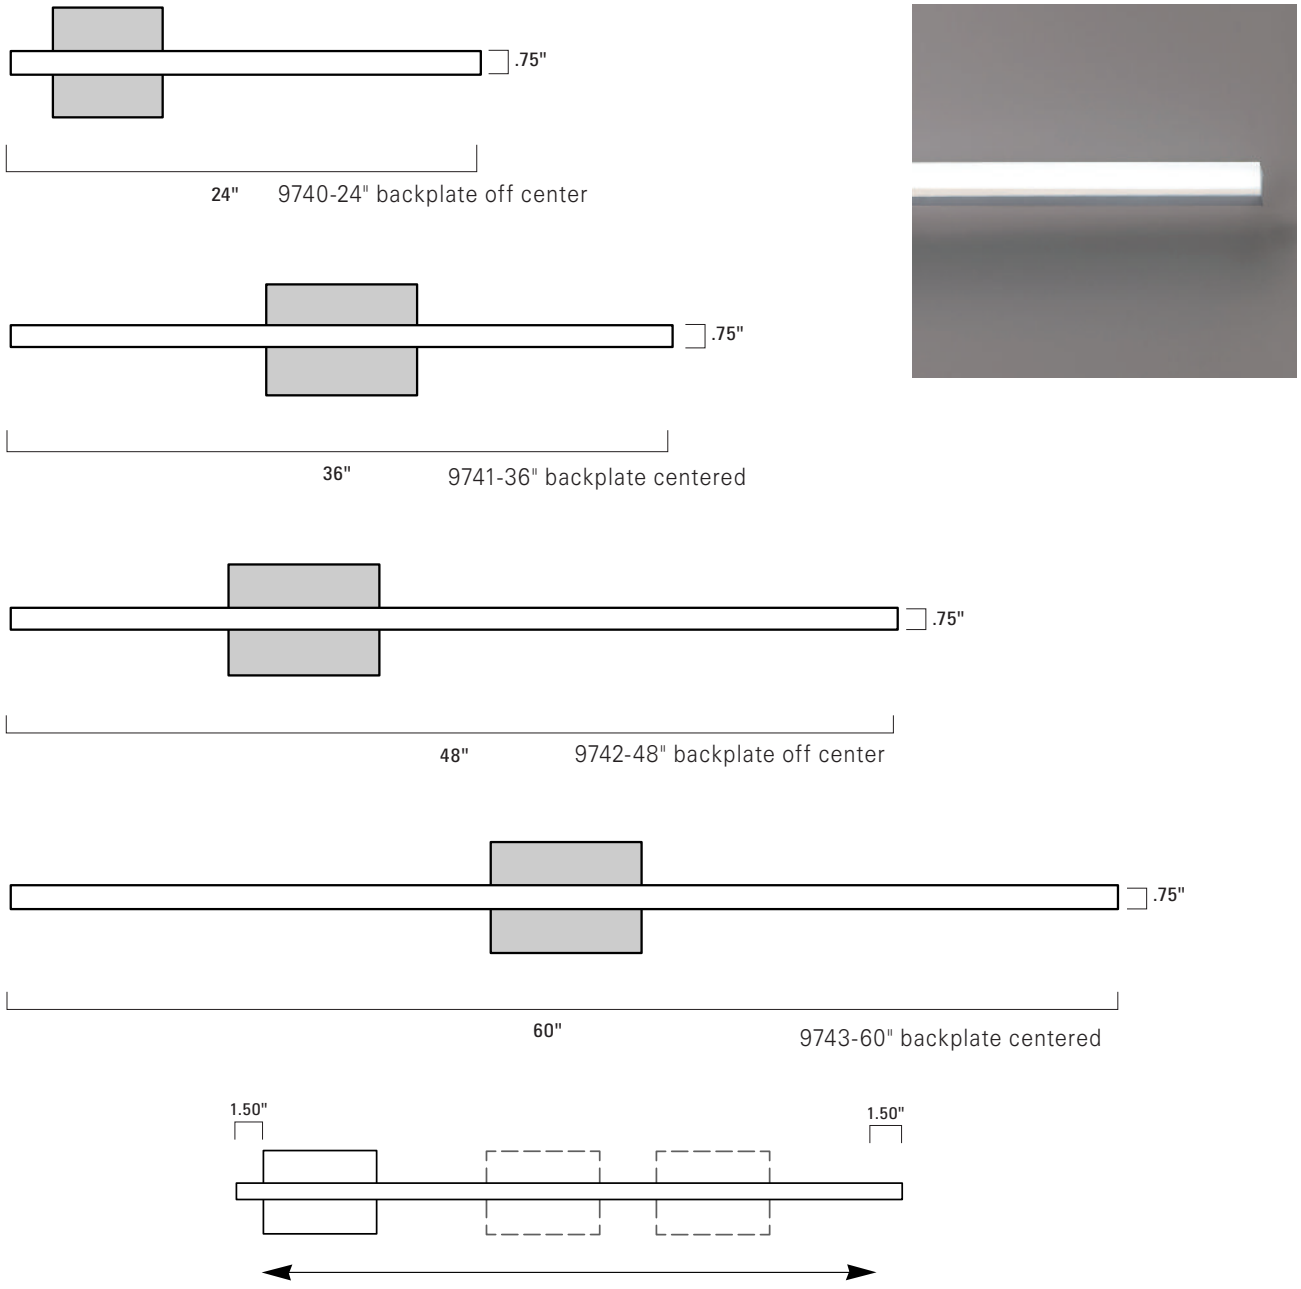 .75"
24" 9740-24" backplate off center
.75"
36" 9741-36" backplate centered
.75"
48" 9742-48" backplate off center
.75"
60" 9743-60" backplate centered
1.50" 1.50"